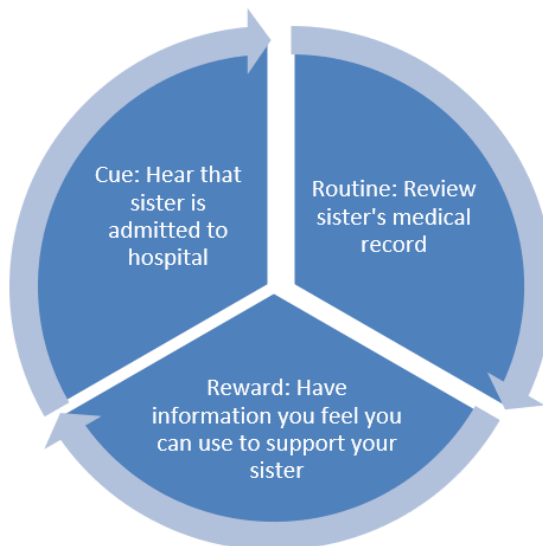 Cue: Hear that
sister is
admitted to
hospital
Routine: Review
sister's medical
record
Reward: Have
information you feel you
can use to support your
sister